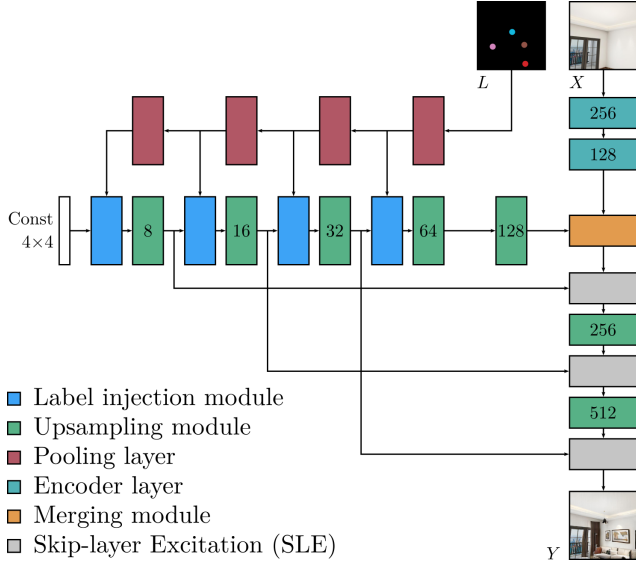 L
X
256
128
Const
4×4
8
16
32
64
128
256
512
Label injection module
Upsampling module
Pooling layer
Encoder layer
Merging module
Skip-layer Excitation (SLE)
Y